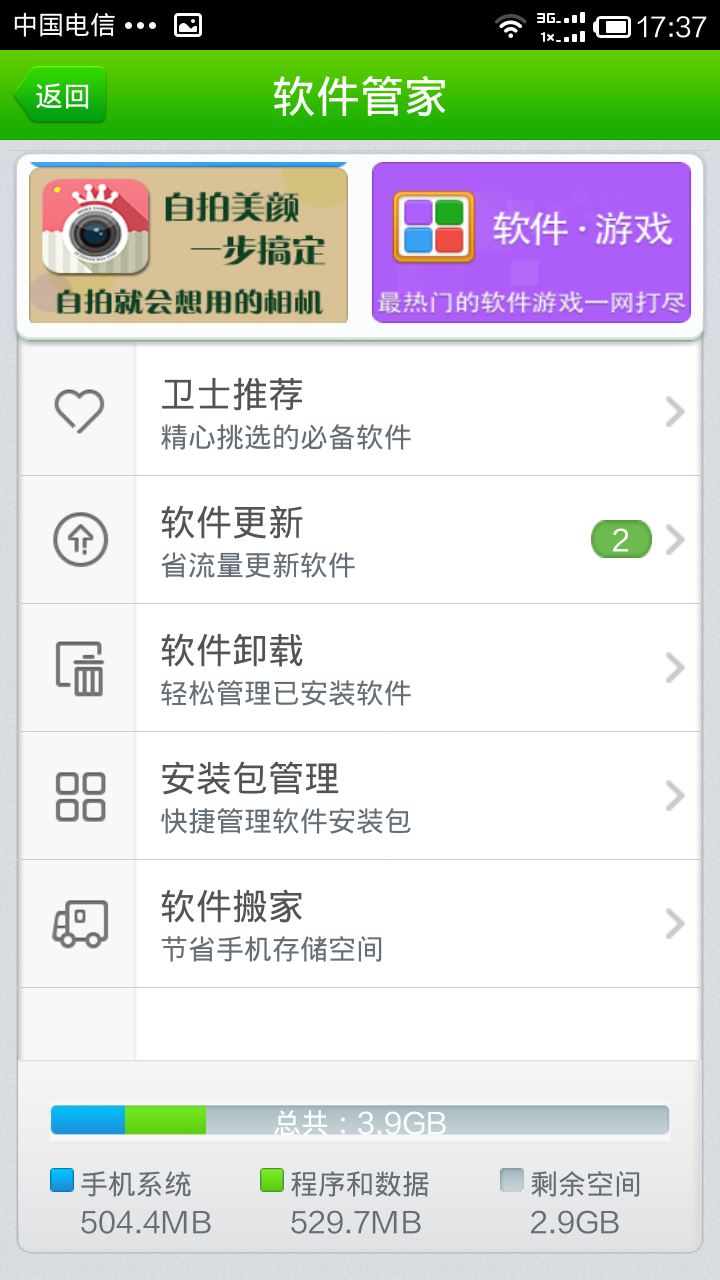 中国电信 ••• 3G 1× 17:37
返回 软件管家
自拍美颜
一步搞定
自拍就会想用的相机
软件·游戏
最热门的软件游戏一网打尽
卫士推荐
精心挑选的必备软件
软件更新
省流量更新软件
2
软件卸载
轻松管理已安装软件
安装包管理
快捷管理软件安装包
软件搬家
节省手机存储空间
总共：3.9GB
手机系统 程序和数据 剩余空间
504.4MB 529.7MB 2.9GB